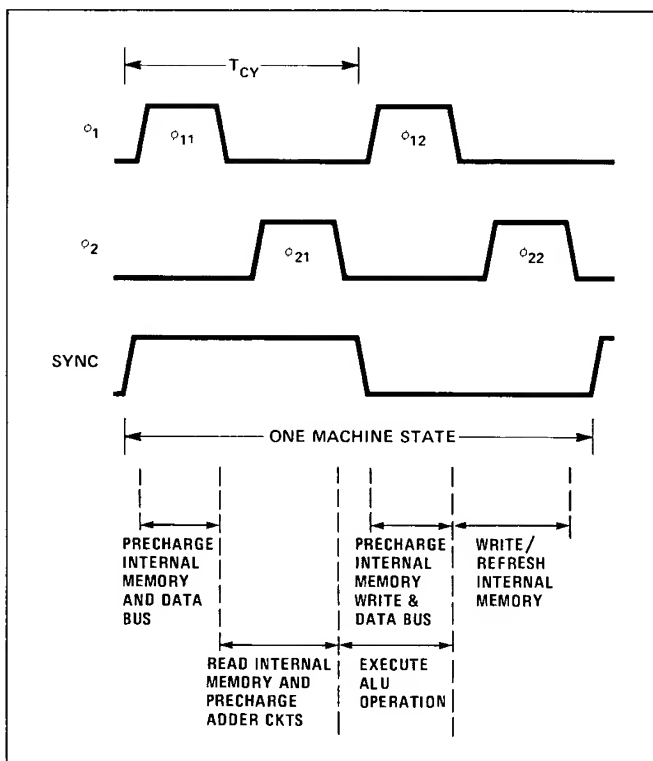 T_CY
φ1
φ11
φ12
φ2
φ21
φ22
SYNC
ONE MACHINE STATE
PRECHARGE
INTERNAL
MEMORY
AND DATA
BUS
PRECHARGE
INTERNAL
MEMORY
WRITE &
DATA BUS
WRITE/
REFRESH
INTERNAL
MEMORY
READ INTERNAL
MEMORY AND
PRECHARGE
ADDER CKTS
EXECUTE
ALU
OPERATION